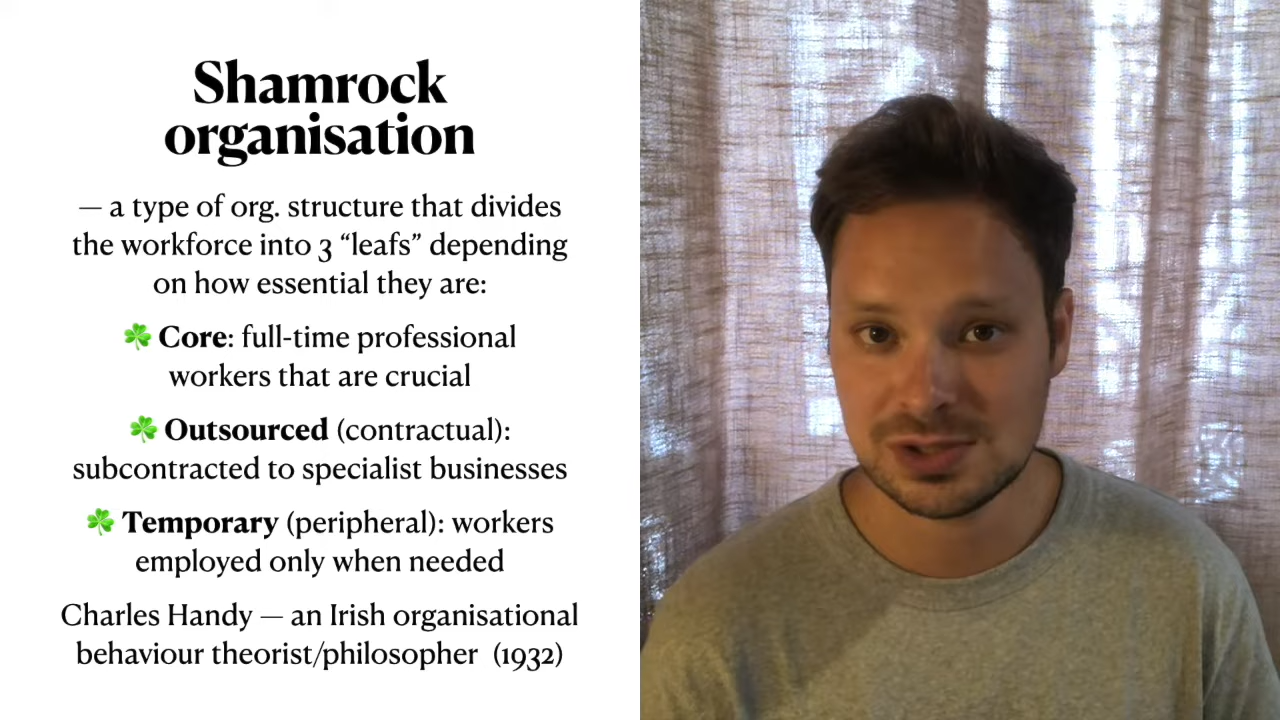 Shamrock
organisation
— a type of org. structure that divides
the workforce into 3 “leafs” depending
on how essential they are:
☘️ Core: full-time professional
workers that are crucial
☘️ Outsourced (contractual):
subcontracted to specialist businesses
☘️ Temporary (peripheral): workers
employed only when needed
Charles Handy — an Irish organisational
behaviour theorist/philosopher (1932)